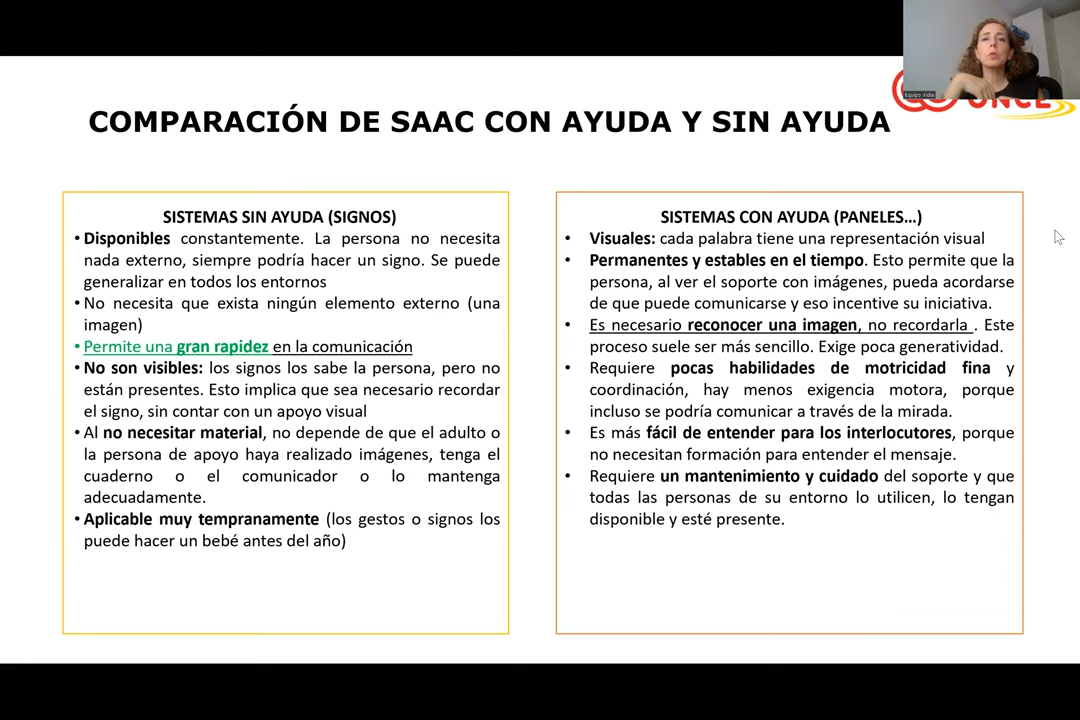 Equipo Iridia
ONCE
COMPARACIÓN DE SAAC CON AYUDA Y SIN AYUDA
SISTEMAS SIN AYUDA (SIGNOS)
• Disponibles constantemente. La persona no necesita
nada externo, siempre podría hacer un signo. Se puede
generalizar en todos los entornos
• No necesita que exista ningún elemento externo (una
imagen)
• Permite una gran rapidez en la comunicación
• No son visibles: los signos los sabe la persona, pero no
están presentes. Esto implica que sea necesario recordar
el signo, sin contar con un apoyo visual
• Al no necesitar material, no depende de que el adulto o
la persona de apoyo haya realizado imágenes, tenga el
cuaderno o el comunicador o lo mantenga
adecuadamente.
• Aplicable muy tempranamente (los gestos o signos los
puede hacer un bebé antes del año)
SISTEMAS CON AYUDA (PANELES...)
• Visuales: cada palabra tiene una representación visual
• Permanentes y estables en el tiempo. Esto permite que la
persona, al ver el soporte con imágenes, pueda acordarse
de que puede comunicarse y eso incentive su iniciativa.
• Es necesario reconocer una imagen, no recordarla . Este
proceso suele ser más sencillo. Exige poca generatividad.
• Requiere pocas habilidades de motricidad fina y
coordinación, hay menos exigencia motora, porque
incluso se podría comunicar a través de la mirada.
• Es más fácil de entender para los interlocutores, porque
no necesitan formación para entender el mensaje.
• Requiere un mantenimiento y cuidado del soporte y que
todas las personas de su entorno lo utilicen, lo tengan
disponible y esté presente.